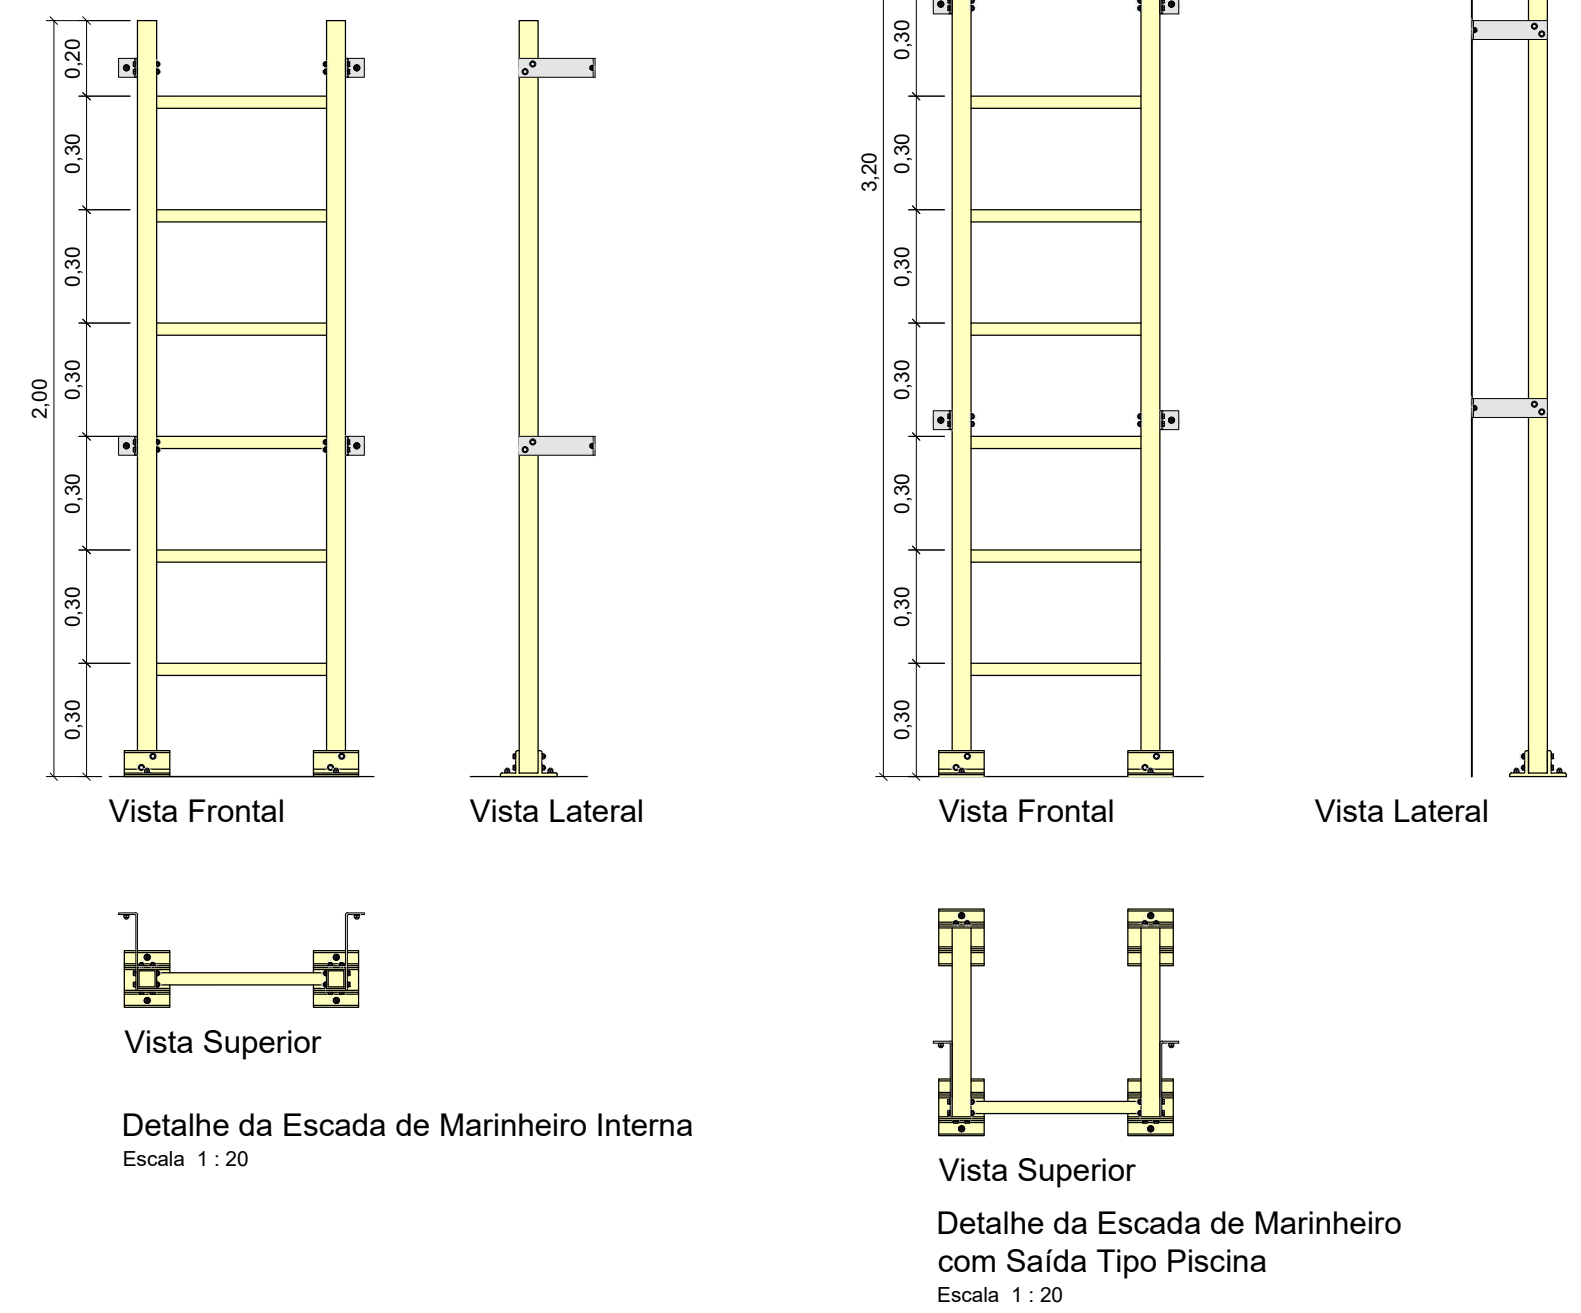 0,20
0,30
0,30
0,30
0,30
0,30
0,30
2,00
Vista Frontal
Vista Lateral
0,30
0,30
0,30
0,30
0,30
0,30
0,30
3,20
Vista Frontal
Vista Lateral
Vista Superior
Detalhe da Escada de Marinheiro Interna
Escala 1 : 20
Vista Superior
Detalhe da Escada de Marinheiro
com Saída Tipo Piscina
Escala 1 : 20